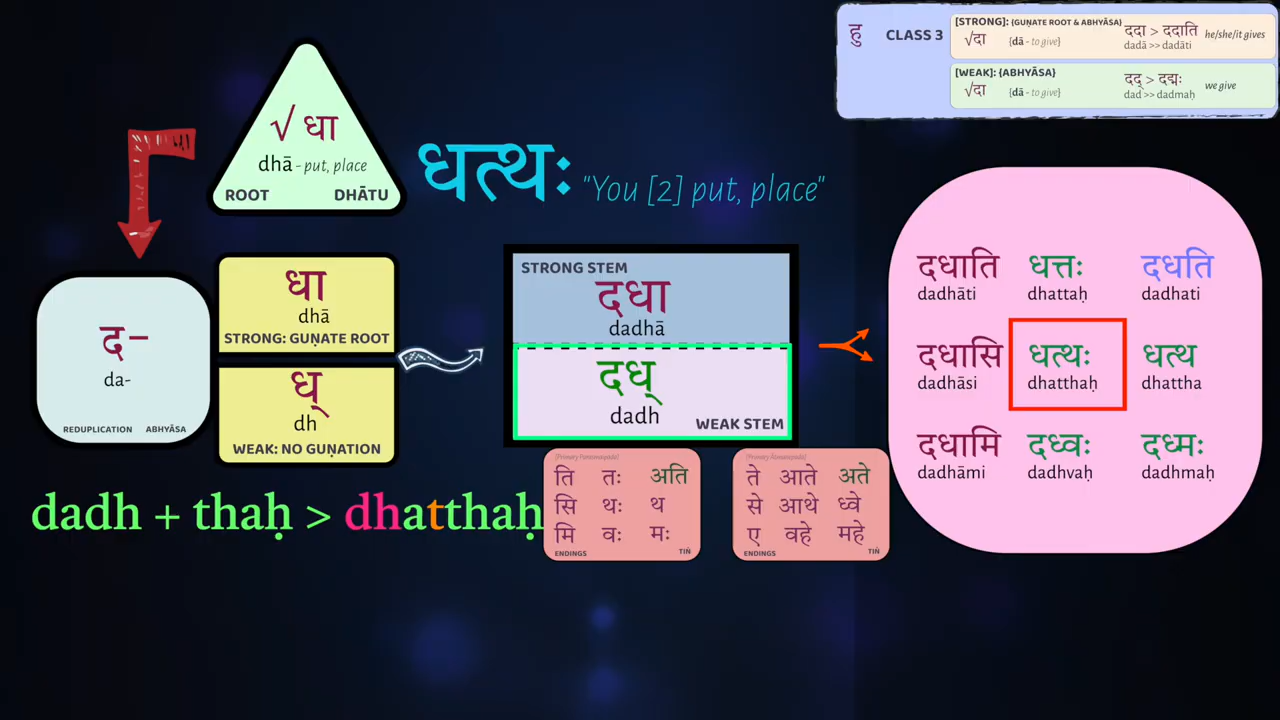 हु CLASS 3
[STRONG]: {GUṆATE ROOT & ABHYĀSA}
√दा {dā - to give} ददा > ददाति he/she/it gives
dadā >> dadāti
[WEAK]: {ABHYĀSA}
√दा {dā - to give} दद् > दद्मः we give
dad >> dadmaḥ
√ धा
dhā - put, place
ROOT DHĀTU
धत्थः "You [2] put, place"
द–
da-
REDUPLICATION ABHYĀSA
धा
dhā
STRONG: GUṆATE ROOT
ध्
dh
WEAK: NO GUṆATION
STRONG STEM
दधा
dadhā
दध्
dadh
WEAK STEM
दधाति धत्तः दधति
dadhāti dhattaḥ dadhati
दधासि धत्थः धत्थ
dadhāsi dhatthaḥ dhattha
दधामि दध्वः दध्मः
dadhāmi dadhvaḥ dadhmaḥ
dadh + thaḥ > dhatthaḥ
[Primary Parasmaipada]
ति तः अति
सि थः थ
मि वः मः
ENDINGS TIṄ
[Primary Ātmanepada]
ते आते अते
से आथे ध्वे
ए वहे महे
ENDINGS TIṄ